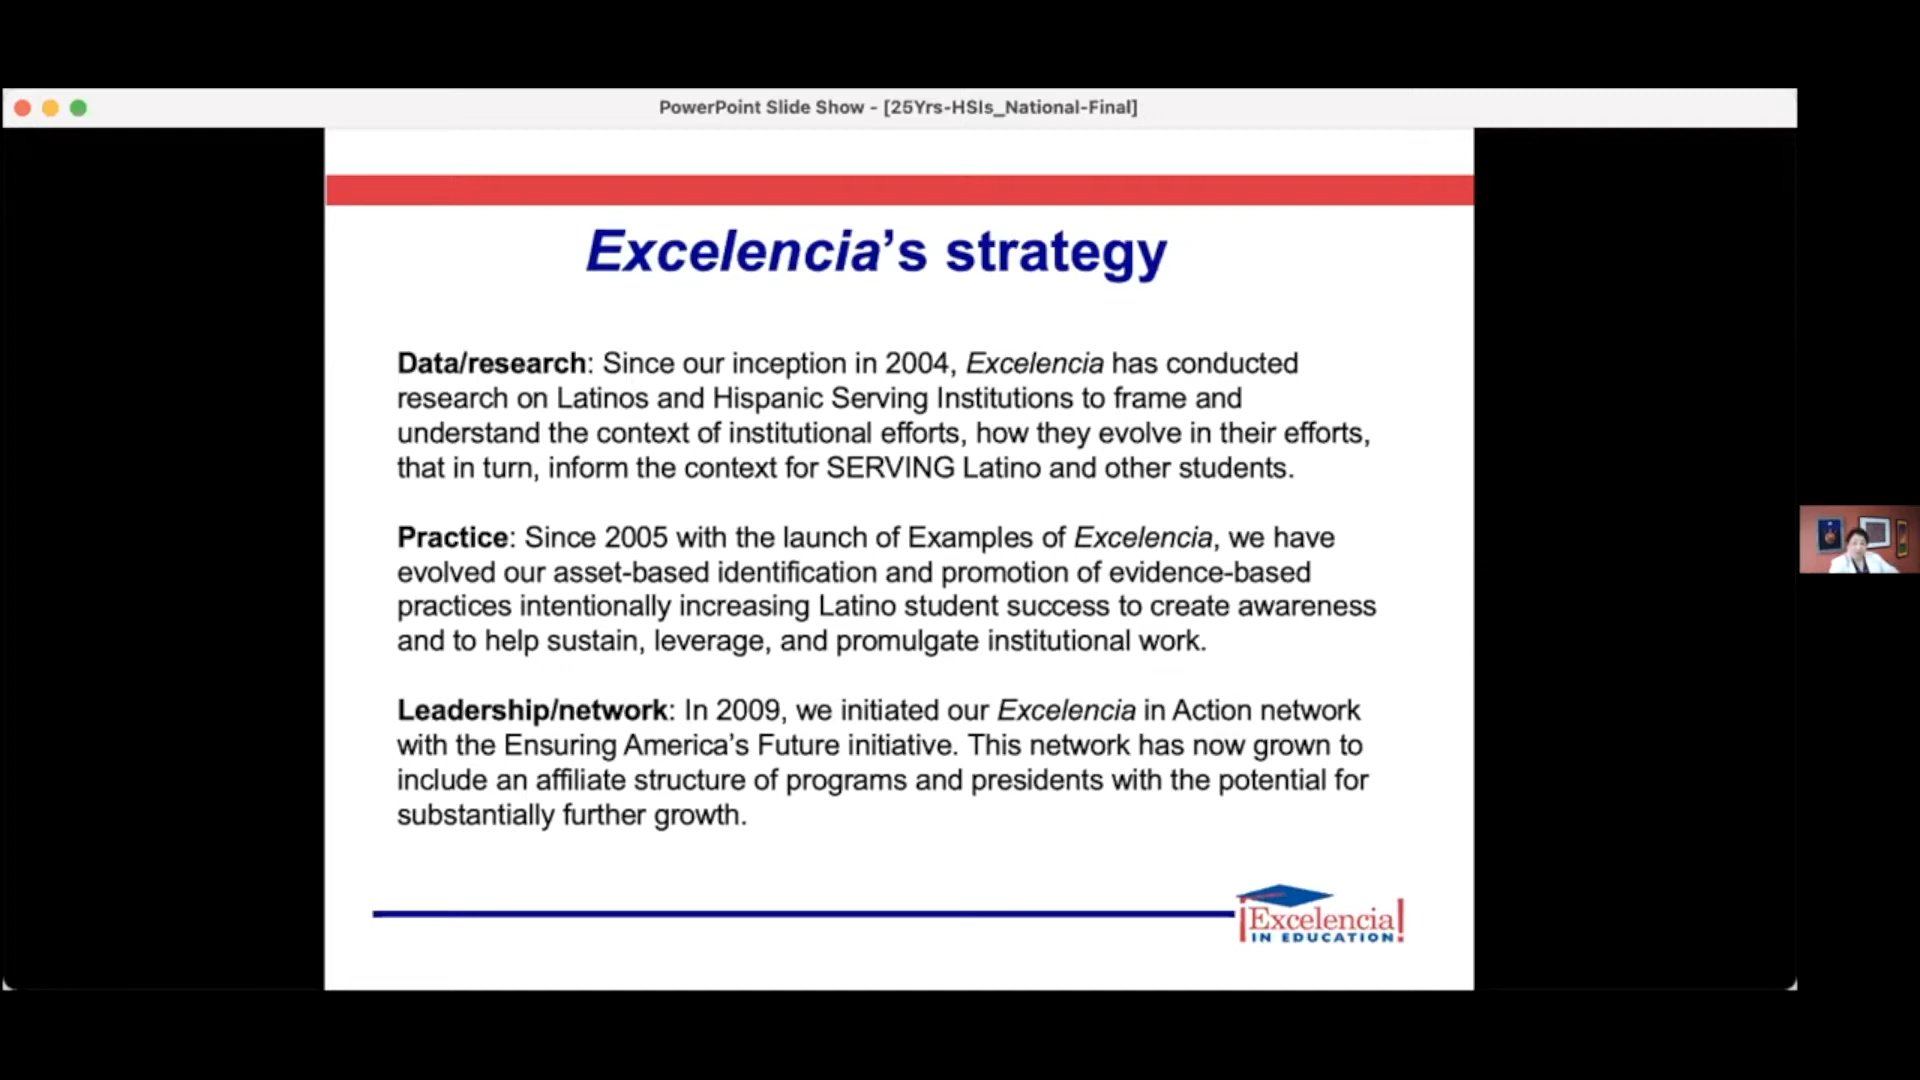 PowerPoint Slide Show - [25Yrs-HSIs_National-Final]
Excelencia’s strategy
Data/research: Since our inception in 2004, Excelencia has conducted
research on Latinos and Hispanic Serving Institutions to frame and
understand the context of institutional efforts, how they evolve in their efforts,
that in turn, inform the context for SERVING Latino and other students.
Practice: Since 2005 with the launch of Examples of Excelencia, we have
evolved our asset-based identification and promotion of evidence-based
practices intentionally increasing Latino student success to create awareness
and to help sustain, leverage, and promulgate institutional work.
Leadership/network: In 2009, we initiated our Excelencia in Action network
with the Ensuring America’s Future initiative. This network has now grown to
include an affiliate structure of programs and presidents with the potential for
substantially further growth.
¡Excelencia!
IN EDUCATION